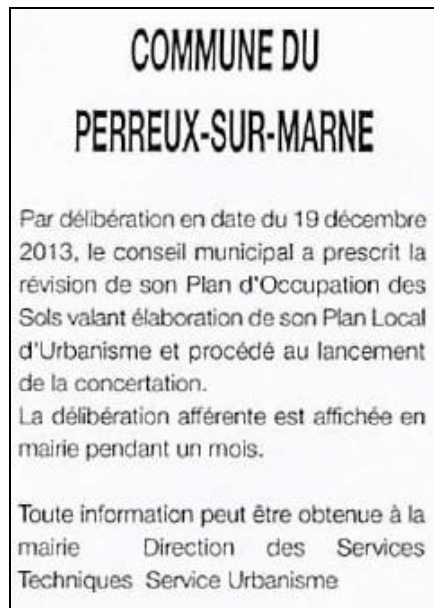 COMMUNE DU
PERREUX-SUR-MARNE
Par délibération en date du 19 décembre
2013, le conseil municipal a prescrit la
révision de son Plan d'Occupation des
Sols valant élaboration de son Plan Local
d'Urbanisme et procédé au lancement
de la concertation.
La délibération afférente est affichée en
mairie pendant un mois.
Toute information peut être obtenue à la
mairie Direction des Services
Techniques Service Urbanisme